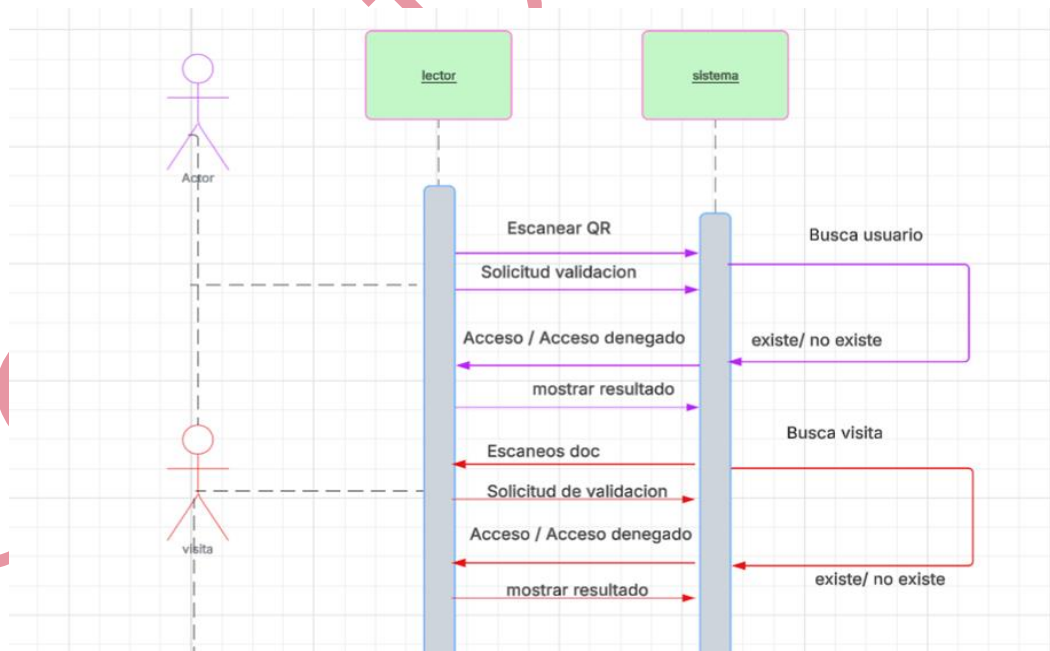 lector
sistema
Actor
Escanear QR
Busca usuario
Solicitud validacion
Acceso / Acceso denegado
existe/ no existe
mostrar resultado
Busca visita
Escaneos doc
Solicitud de validacion
Acceso / Acceso denegado
visita
existe/ no existe
mostrar resultado